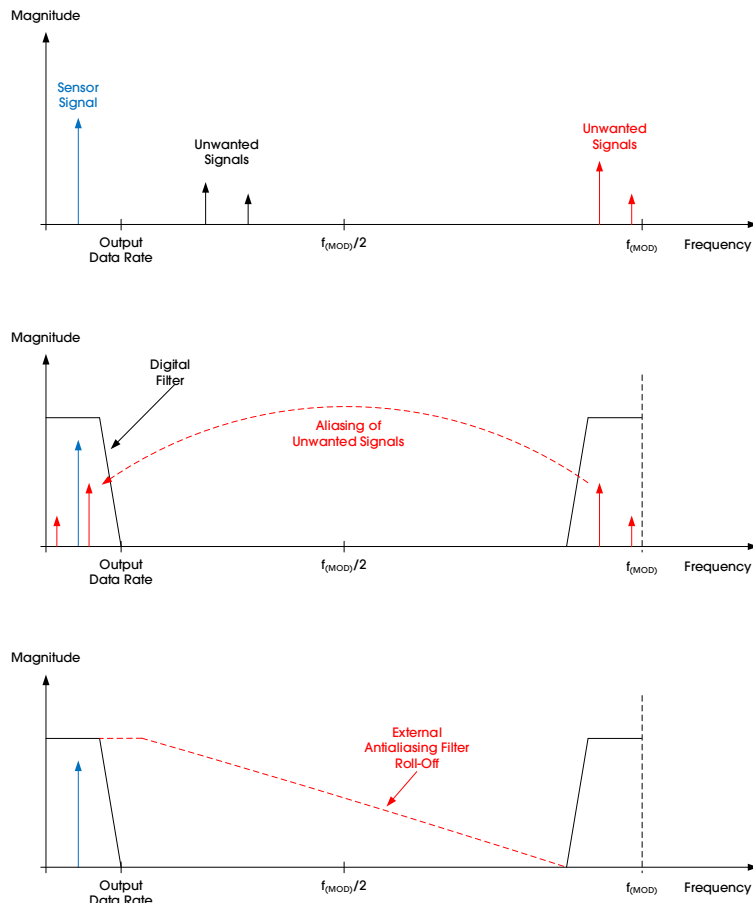 Magnitude
Sensor
Signal
Unwanted
Signals
Unwanted
Signals
Output
Data Rate
f(MOD)/2
f(MOD)
Frequency
Magnitude
Digital
Filter
Aliasing of
Unwanted Signals
Output
Data Rate
f(MOD)/2
f(MOD)
Frequency
Magnitude
External
Antialiasing Filter
Roll-Off
Output
Data Rate
f(MOD)/2
f(MOD)
Frequency